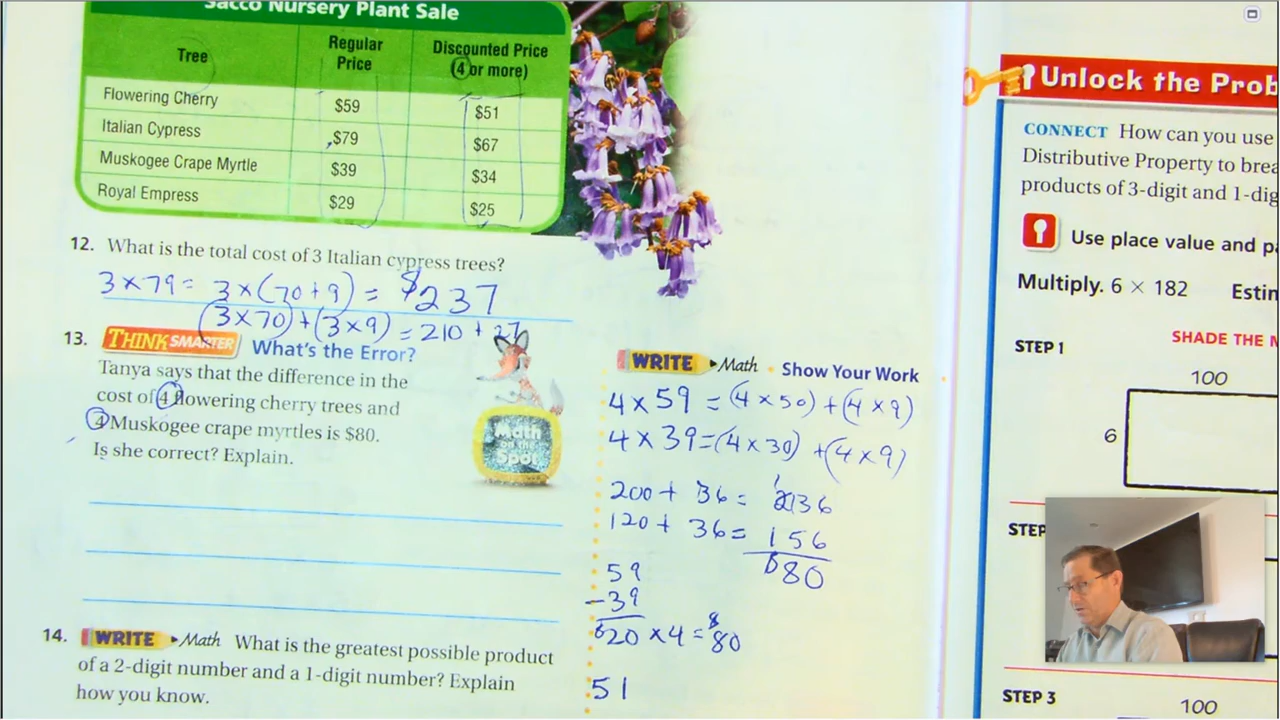 Sacco Nursery Plant Sale
Tree
Regular Price
Discounted Price (4 or more)
Flowering Cherry $59 $51
Italian Cypress $79 $67
Muskogee Crape Myrtle $39 $34
Royal Empress $29 $25
12. What is the total cost of 3 Italian cypress trees?
3×79= 3×(70+9) = $237
(3×70)+(3×9) = 210 + 27
13. THINK SMARTER What's the Error?
Tanya says that the difference in the
cost of 4 flowering cherry trees and
4 Muskogee crape myrtles is $80.
Is she correct? Explain.
Math on the Spot
WRITE Math Show Your Work
4×59 = (4×50)+(4×9)
4×39=(4×30)+(4×9)
200+ 36= 236
120+ 36= 156
$80
59
-39
$20 ×4 = $80
51
14. WRITE Math What is the greatest possible product
of a 2-digit number and a 1-digit number? Explain
how you know.
Unlock the Prob
CONNECT How can you use
Distributive Property to brea
products of 3-digit and 1-dig
Use place value and p
Multiply. 6 × 182 Estin
STEP 1
SHADE THE M
100
6
STEP
STEP 3
100